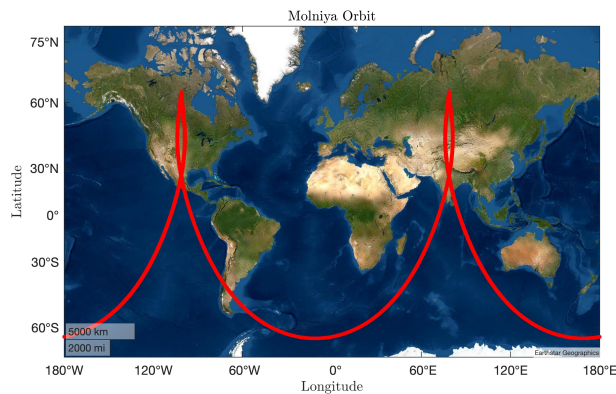 Molniya Orbit
75°N
60°N
30°N
0°
30°S
60°S
Latitude
5000 km
2000 mi
Earthstar Geographics
180°W
120°W
60°W
0°
60°E
120°E
180°E
Longitude